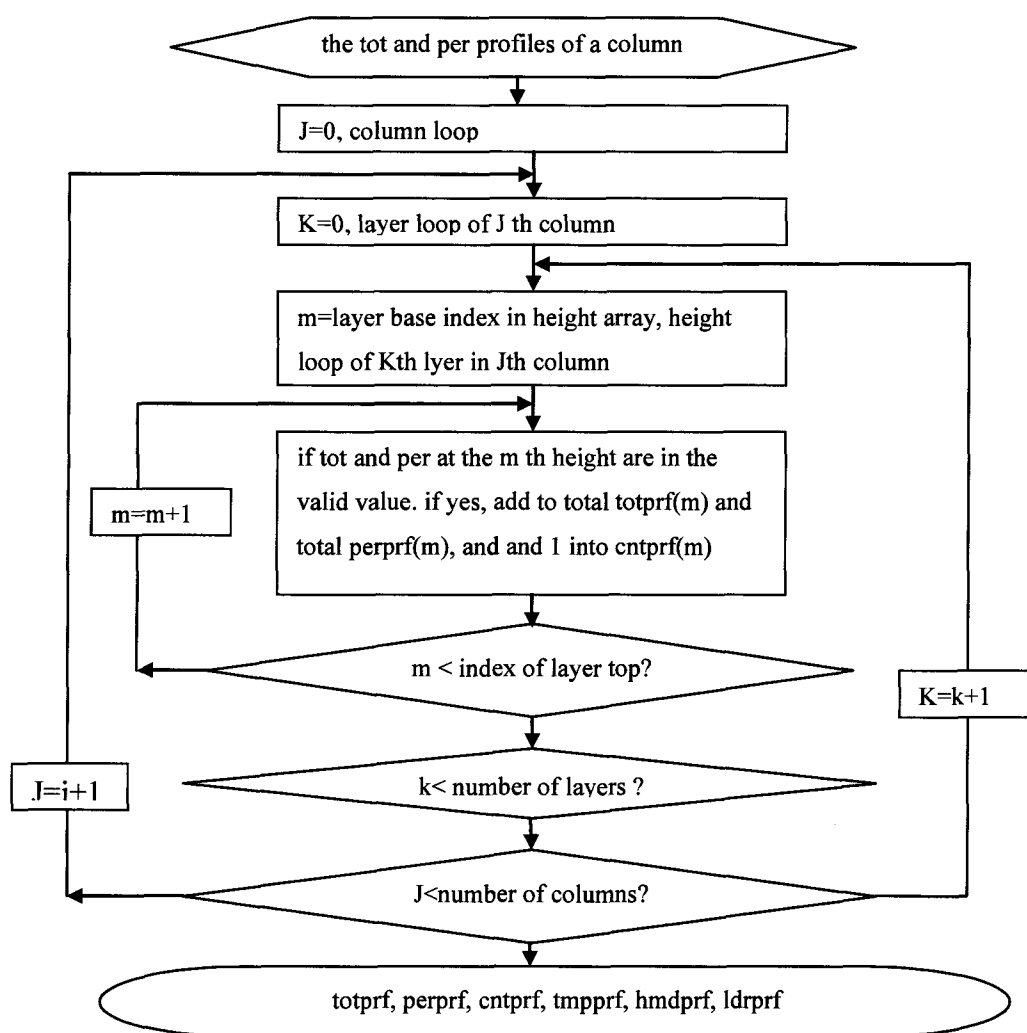 the tot and per profiles of a column
J=0, column loop
K=0, layer loop of J th column
m=layer base index in height array, height
loop of Kth lyer in Jth column
if tot and per at the m th height are in the
valid value. if yes, add to total totprf(m) and
total perprf(m), and and 1 into cntprf(m)
m=m+1
m < index of layer top?
K=k+1
k< number of layers ?
J=j+1
J<number of columns?
totprf, perprf, cntprf, tmpprf, hmdprf, ldrprf